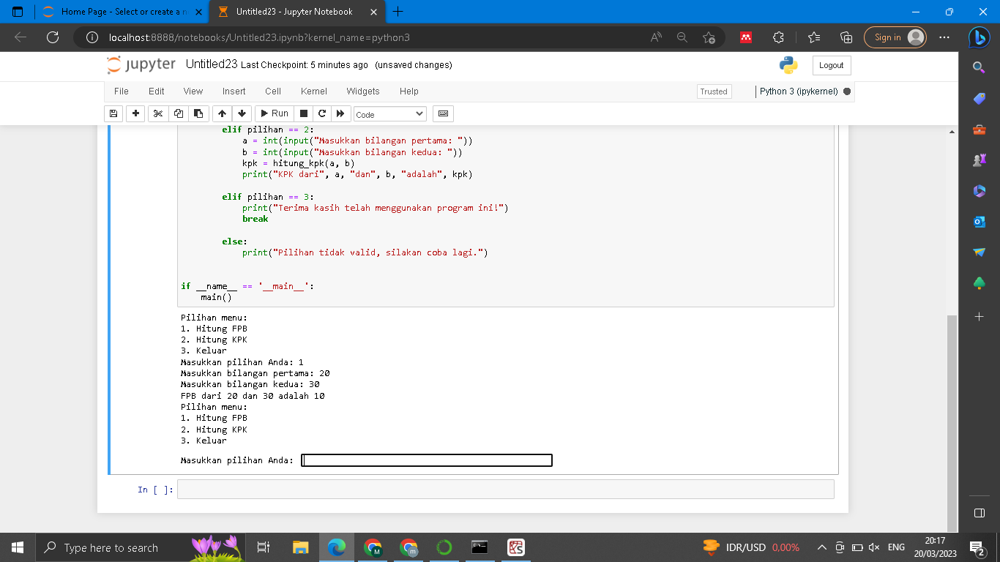 Home Page - Select or create a n
Untitled23 - Jupyter Notebook
localhost:8888/notebooks/Untitled23.ipynb?kernel_name=python3
Sign in
jupyter Untitled23 Last Checkpoint: 5 minutes ago (unsaved changes)
Logout
File Edit View Insert Cell Kernel Widgets Help
Trusted
Python 3 (ipykernel)
Run
Code
elif pilihan == 2:
a = int(input("Masukkan bilangan pertama: "))
b = int(input("Masukkan bilangan kedua: "))
kpk = hitung_kpk(a, b)
print("KPK dari", a, "dan", b, "adalah", kpk)
elif pilihan == 3:
print("Terima kasih telah menggunakan program ini!")
break
else:
print("Pilihan tidak valid, silakan coba lagi.")
if __name__ == '__main__':
main()
Pilihan menu:
1. Hitung FPB
2. Hitung KPK
3. Keluar
Masukkan pilihan Anda: 1
Masukkan bilangan pertama: 20
Masukkan bilangan kedua: 30
FPB dari 20 dan 30 adalah 10
Pilihan menu:
1. Hitung FPB
2. Hitung KPK
3. Keluar
Masukkan pilihan Anda:
In [ ]:
Type here to search
IDR/USD 0,00%
ENG
20:17
20/03/2023
2